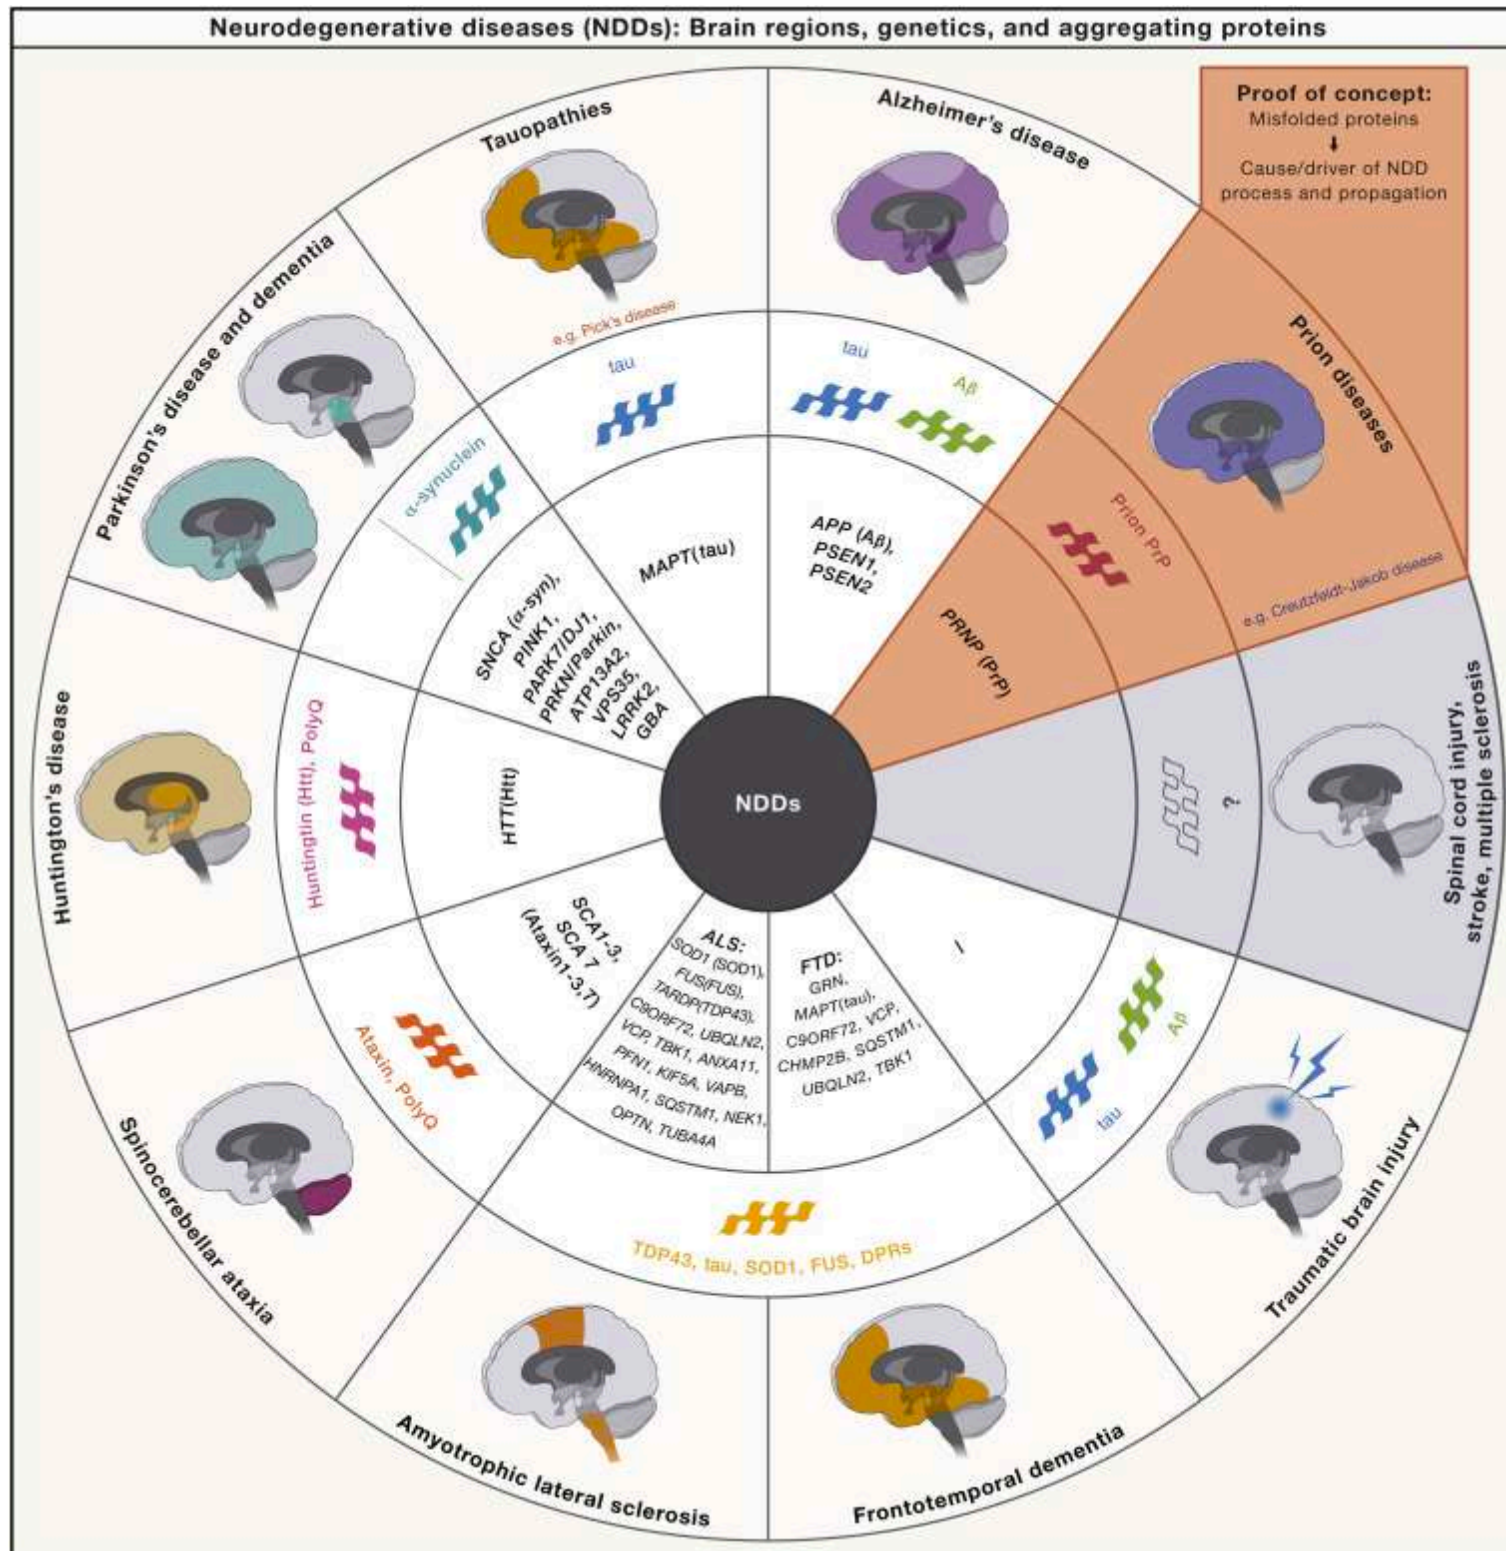 Neurodegenerative diseases (NDDs): Brain regions, genetics, and aggregating proteins
Proof of concept:
Misfolded proteins
Cause/driver of NDD
process and propagation
Tauopathies
e.g. Pick's disease
tau
MAPT(tau)
Alzheimer's disease
tau
Aβ
APP (Aβ),
PSEN1,
PSEN2
Prion diseases
e.g. Creutzfeldt-Jakob disease
Prion PrP
PRNP (PrP)
Spinal cord injury,
stroke, multiple sclerosis
?
Traumatic brain injury
Aβ
tau
/
Frontotemporal dementia
FTD:
GRN,
MAPT(tau),
C9ORF72, VCP,
CHMP2B, SQSTM1,
UBQLN2, TBK1
TDP43, tau, SOD1, FUS, DPRs
Amyotrophic lateral sclerosis
ALS:
SOD1 (SOD1),
FUS(FUS),
TARDP(TDP43),
C9ORF72, UBQLN2,
VCP, TBK1, ANXA11,
PFN1, KIF5A, VAPB,
HNRNPA1, SQSTM1, NEK1,
OPTN, TUBA4A
Spinocerebellar ataxia
Ataxin, PolyQ
SCA1-3,
SCA 7
(Ataxin1-3,7)
Huntington's disease
Huntingtin (Htt), PolyQ
HTT(Htt)
Parkinson's disease and dementia
α-synuclein
SNCA (α-syn),
PINK1,
PARK7/DJ1,
PRKN/Parkin,
ATP13A2,
VPS35,
LRRK2,
GBA
NDDs